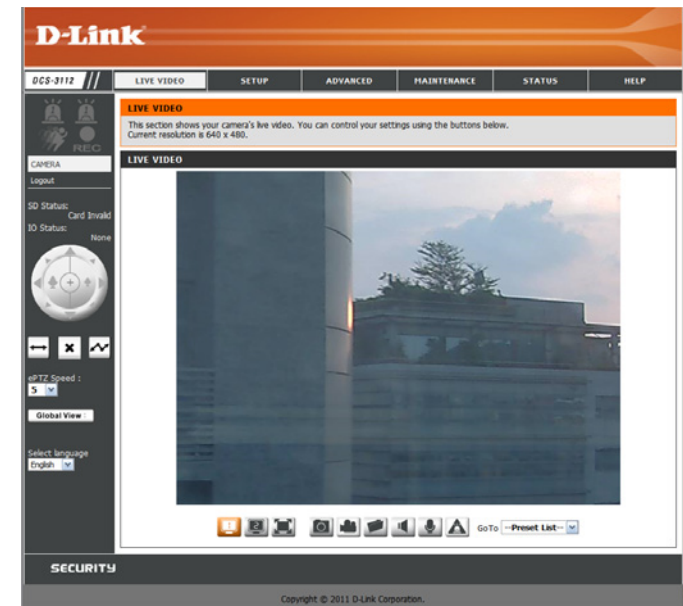 D-Link
DCS-3112
LIVE VIDEO SETUP ADVANCED MAINTENANCE STATUS HELP
REC
CAMERA
Logout
SD Status:
Card Invalid
IO Status:
None
ePTZ Speed :
5
Global View
Select language
English
LIVE VIDEO
This section shows your camera's live video. You can control your settings using the buttons below.
Current resolution is 640 x 480.
LIVE VIDEO
1 2
GoTo --Preset List--
SECURITY
Copyright © 2011 D-Link Corporation.